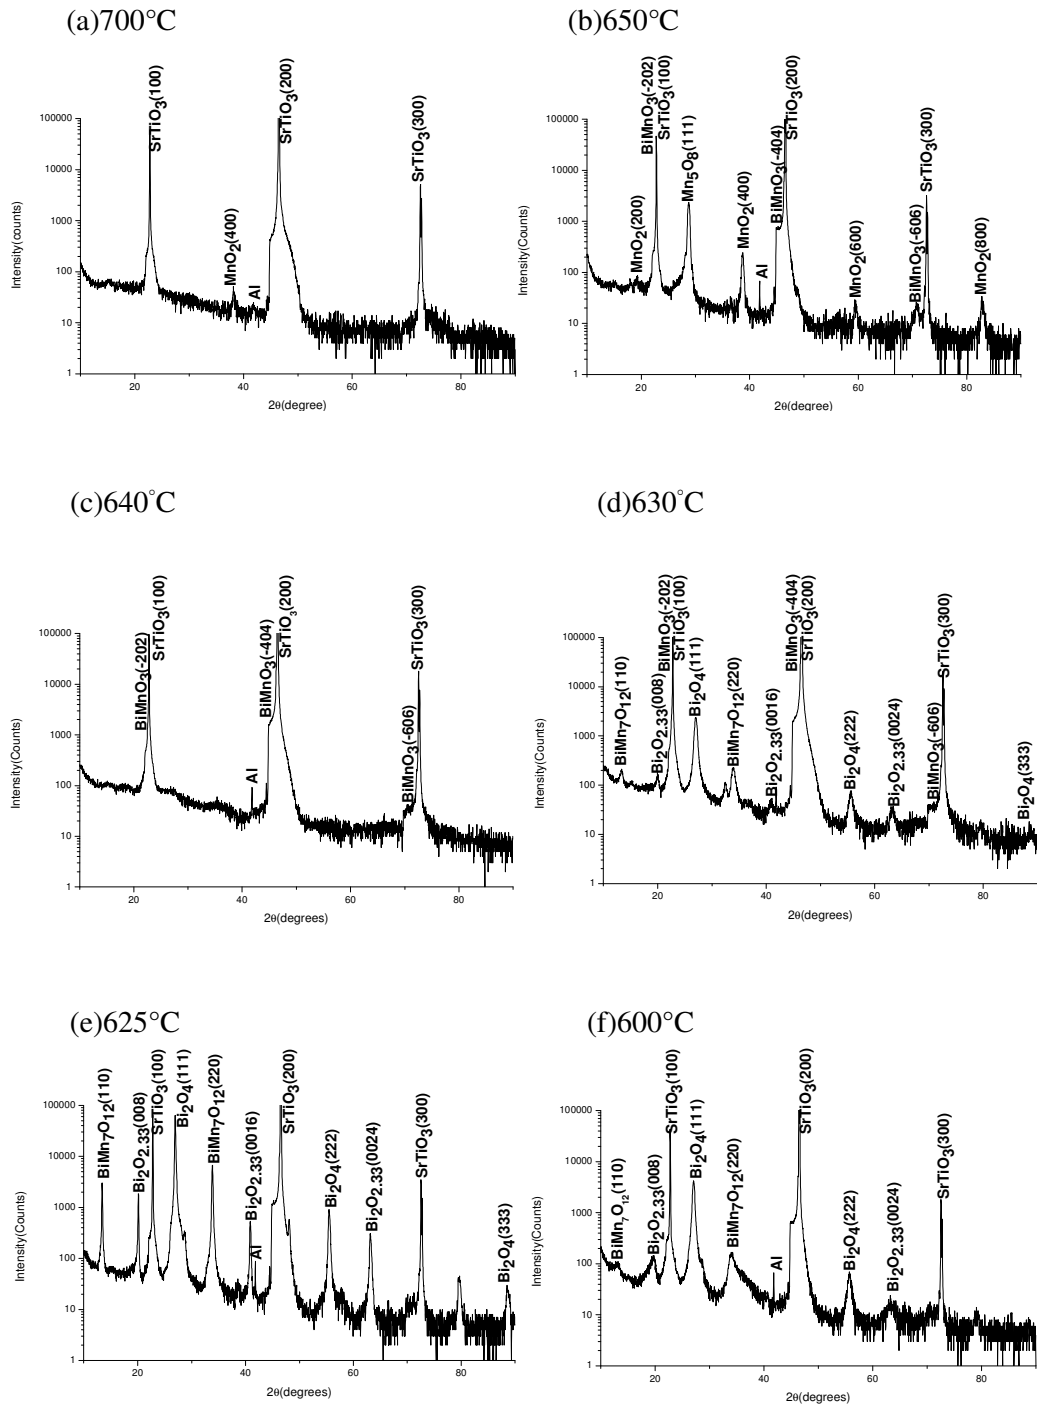 (a)700°C
SrTiO3(100)
MnO2(400)
Al
SrTiO3(200)
SrTiO3(300)
Intensity(counts)
100000
10000
1000
100
10
1
20
40
60
80
2θ(degree)
(b)650°C
MnO2(200)
BiMnO3(-202)
SrTiO3(100)
Mn5O8(111)
MnO2(400)
Al
BiMnO3(-404)
SrTiO3(200)
MnO2(600)
BiMnO3(-606)
SrTiO3(300)
MnO2(800)
Intensity(Counts)
100000
10000
1000
100
10
1
20
40
60
80
2θ(degree)
(c)640°C
BiMnO3(-202)
SrTiO3(100)
Al
BiMnO3(-404)
SrTiO3(200)
BiMnO3(-606)
SrTiO3(300)
Intensity(Counts)
100000
10000
1000
100
10
1
20
40
60
80
2θ(degrees)
(d)630°C
BiMn7O12(110)
Bi2O2.33(008)
BiMnO3(-202)
SrTiO3(100)
Bi2O4(111)
BiMn7O12(220)
Bi2O2.33(0016)
BiMnO3(-404)
SrTiO3(200)
Bi2O4(222)
Bi2O2.33(0024)
BiMnO3(-606)
SrTiO3(300)
Bi2O4(333)
Intensity(Counts)
100000
10000
1000
100
10
1
20
40
60
80
2θ(degrees)
(e)625°C
BiMn7O12(110)
Bi2O2.33(008)
SrTiO3(100)
Bi2O4(111)
BiMn7O12(220)
Bi2O2.33(0016)
Al
SrTiO3(200)
Bi2O4(222)
Bi2O2.33(0024)
SrTiO3(300)
Bi2O4(333)
Intensity(Counts)
100000
10000
1000
100
10
1
20
40
60
80
2θ(degrees)
(f)600°C
BiMn7O12(110)
Bi2O2.33(008)
SrTiO3(100)
Bi2O4(111)
BiMn7O12(220)
Al
SrTiO3(200)
Bi2O4(222)
Bi2O2.33(0024)
SrTiO3(300)
Intensity(Counts)
100000
10000
1000
100
10
1
20
40
60
80
2θ(degrees)